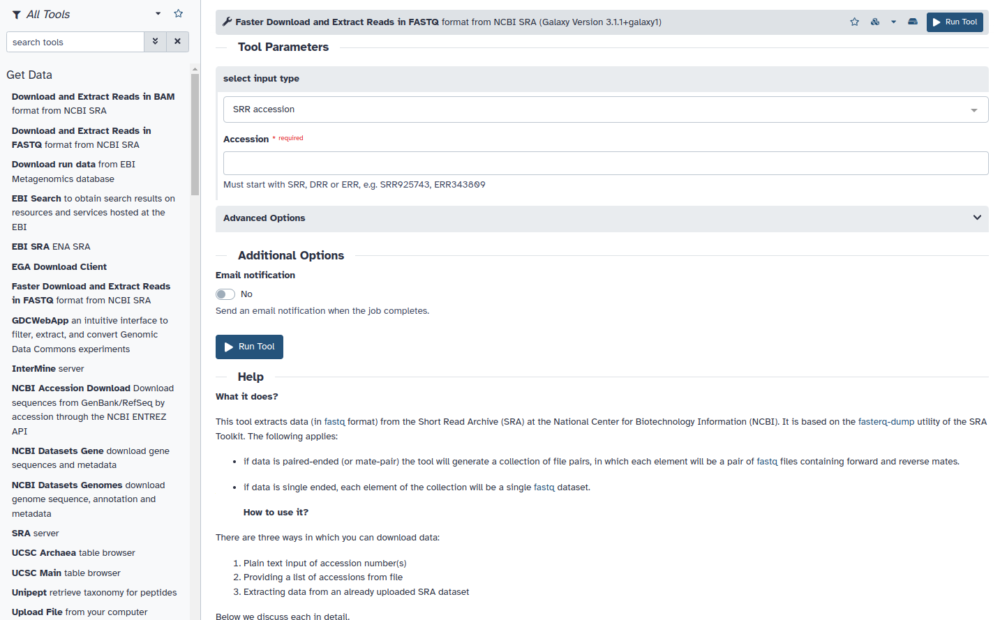 All Tools
search tools
Get Data
Download and Extract Reads in BAM
format from NCBI SRA
Download and Extract Reads in
FASTQ format from NCBI SRA
Download run data from EBI
Metagenomics database
EBI Search to obtain search results on
resources and services hosted at the
EBI
EBI SRA ENA SRA
EGA Download Client
Faster Download and Extract Reads
in FASTQ format from NCBI SRA
GDCWebApp an intuitive interface to
filter, extract, and convert Genomic
Data Commons experiments
InterMine server
NCBI Accession Download Download
sequences from GenBank/RefSeq by
accession through the NCBI ENTREZ
API
NCBI Datasets Gene download gene
sequences and metadata
NCBI Datasets Genomes download
genome sequence, annotation and
metadata
SRA server
UCSC Archaea table browser
UCSC Main table browser
Unipept retrieve taxonomy for peptides
Upload File from your computer
Faster Download and Extract Reads in FASTQ format from NCBI SRA (Galaxy Version 3.1.1+galaxy1)
Run Tool
Tool Parameters
select input type
SRR accession
Accession * required
Must start with SRR, DRR or ERR, e.g. SRR925743, ERR343809
Advanced Options
Additional Options
Email notification
No
Send an email notification when the job completes.
Run Tool
Help
What it does?
This tool extracts data (in fastq format) from the Short Read Archive (SRA) at the National Center for Biotechnology Information (NCBI). It is based on the fasterq-dump utility of the SRA
Toolkit. The following applies:
• if data is paired-ended (or mate-pair) the tool will generate a collection of file pairs, in which each element will be a pair of fastq files containing forward and reverse mates.
• if data is single ended, each element of the collection will be a single fastq dataset.
How to use it?
There are three ways in which you can download data:
1. Plain text input of accession number(s)
2. Providing a list of accessions from file
3. Extracting data from an already uploaded SRA dataset
Below we discuss each in detail.